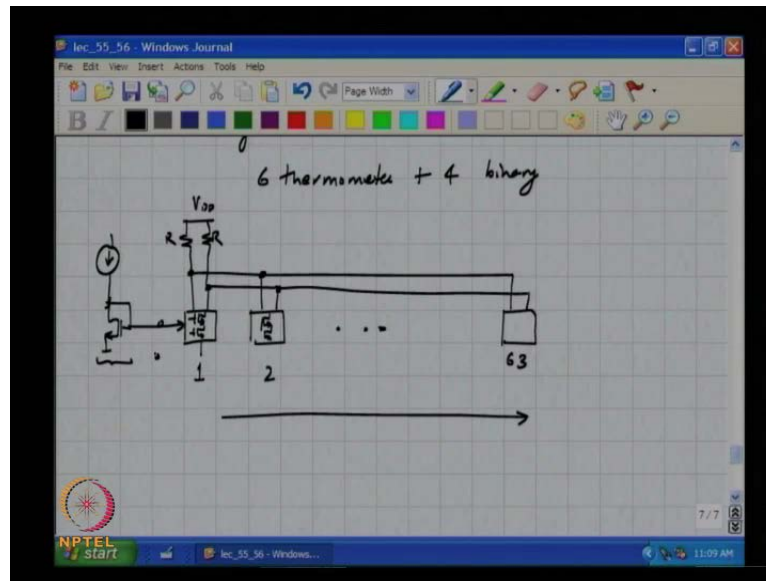 lec_55_56 - Windows Journal
File Edit View Insert Actions Tools Help
Page Width
B I
6 thermometer + 4 binary
VDD
R R
1 2 63
7/7
NPTEL
start lec_55_56 - Windows... 11:09 AM